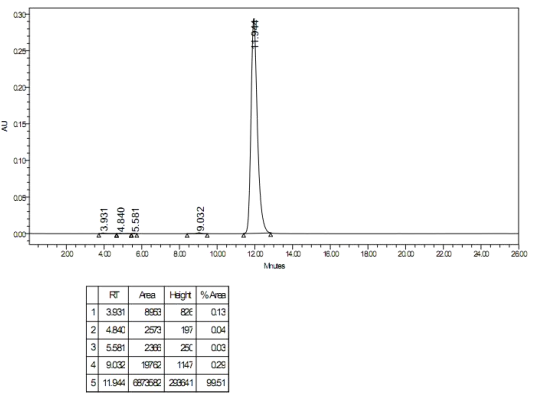 0.30
0.25
0.20
0.15
0.10
0.05
0.00
AU
3.931
4.840
5.581
9.032
11.944
2.00 4.00 6.00 8.00 10.00 12.00 14.00 16.00 18.00 20.00 22.00 24.00 26.00
Minutes
RT Area Height % Area
1 3.931 8953 826 0.13
2 4.840 2573 197 0.04
3 5.581 2366 250 0.03
4 9.032 19762 1147 0.29
5 11.944 6873582 293641 99.51